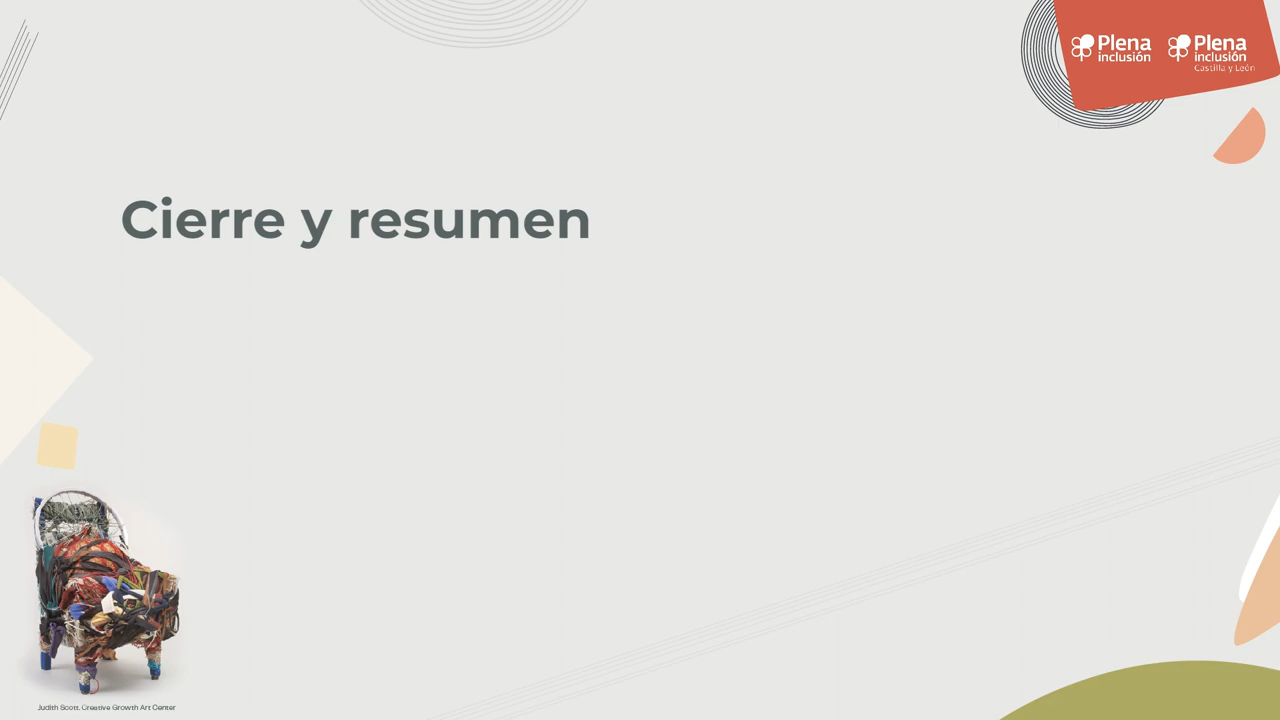 Plena
inclusión
Plena
inclusión
Castilla y León
Cierre y resumen
Judith Scott. Creative Growth Art Center